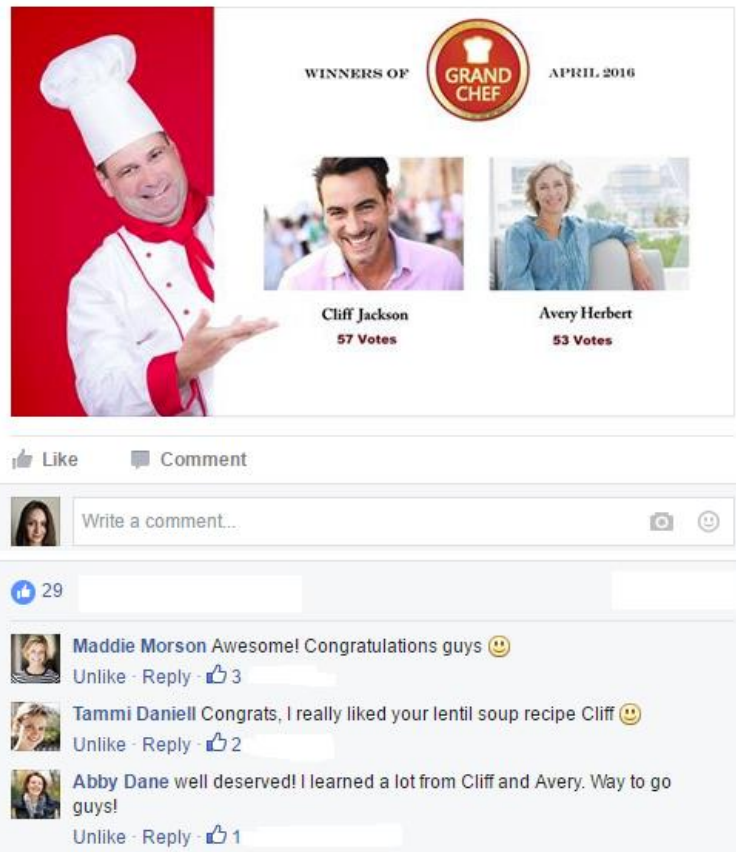 WINNERS OF
GRAND
CHEF
APRIL 2016
Cliff Jackson
57 Votes
Avery Herbert
53 Votes
Like
Comment
Write a comment...
29
Maddie Morson Awesome! Congratulations guys
Unlike · Reply · 3
Tammi Daniell Congrats, I really liked your lentil soup recipe Cliff
Unlike · Reply · 2
Abby Dane well deserved! I learned a lot from Cliff and Avery. Way to go
guys!
Unlike · Reply · 1